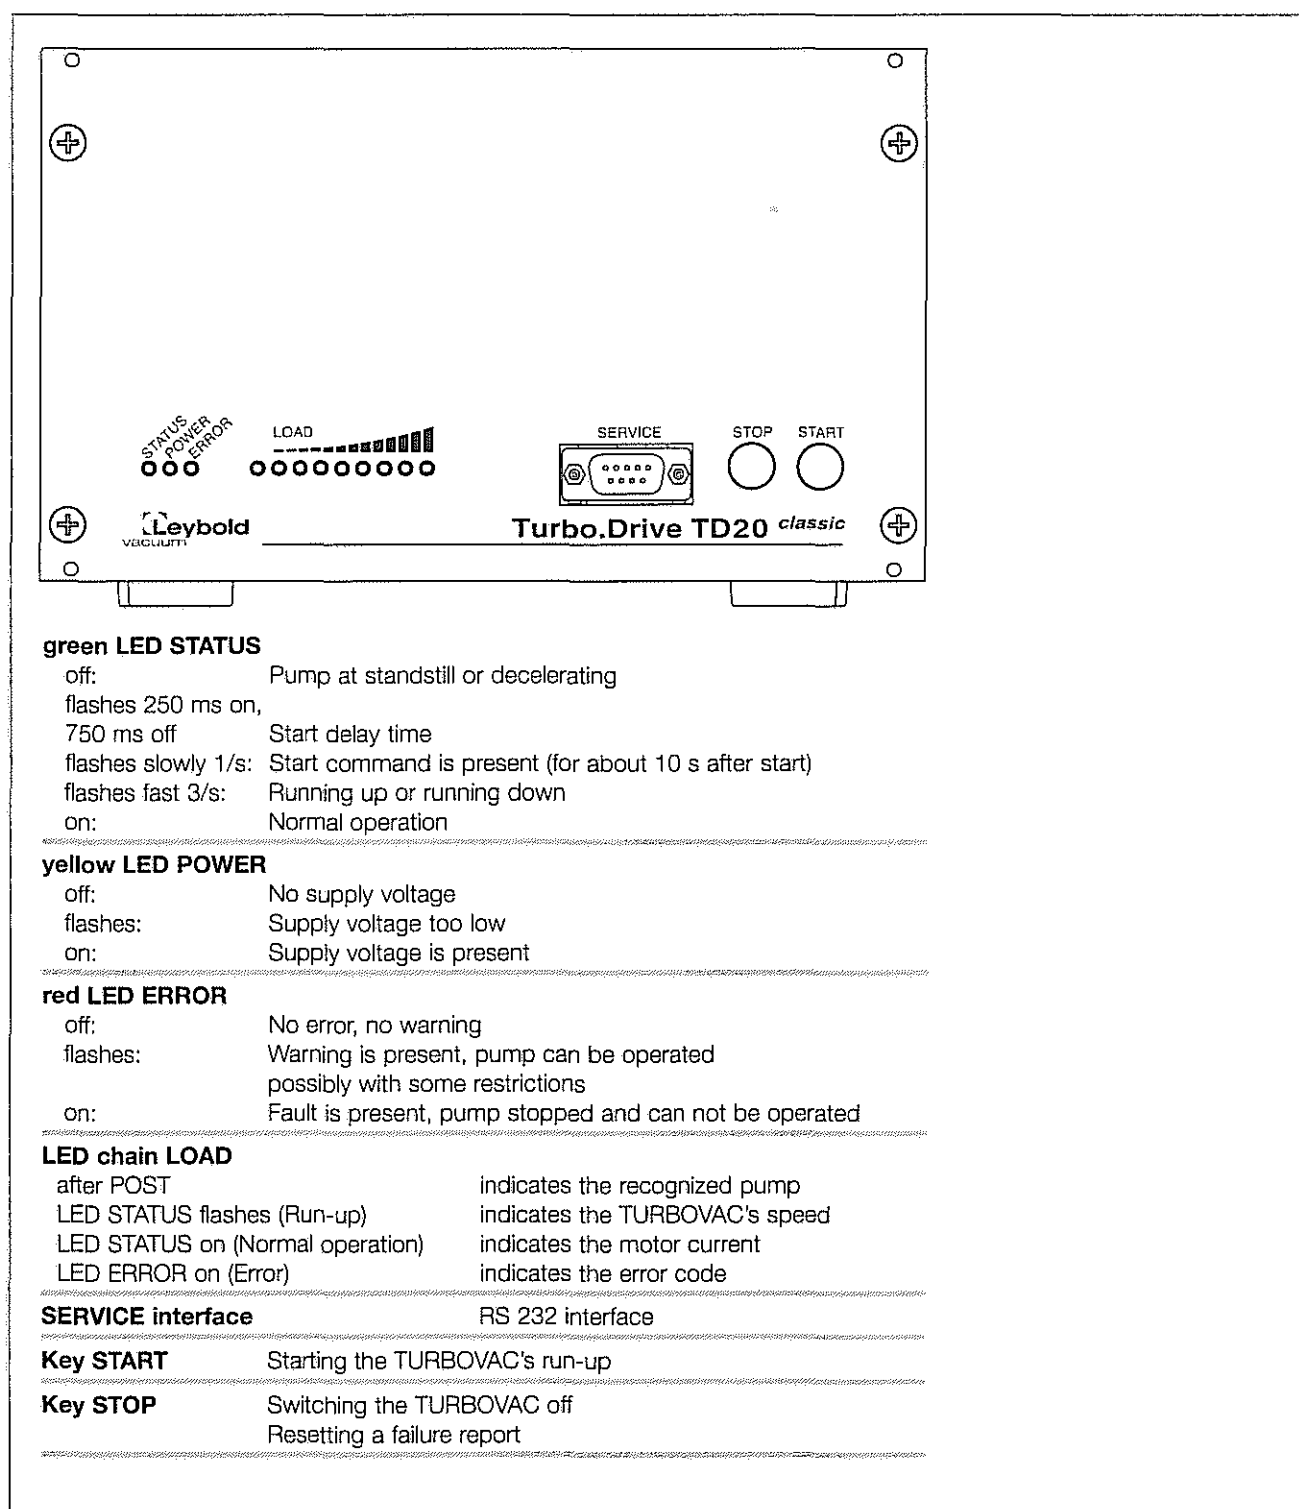 STATUS
POWER
ERROR
LOAD
SERVICE
STOP START
Leybold
vacuum
Turbo.Drive TD20 classic
green LED STATUS
off: Pump at standstill or decelerating
flashes 250 ms on,
750 ms off Start delay time
flashes slowly 1/s: Start command is present (for about 10 s after start)
flashes fast 3/s: Running up or running down
on: Normal operation
yellow LED POWER
off: No supply voltage
flashes: Supply voltage too low
on: Supply voltage is present
red LED ERROR
off: No error, no warning
flashes: Warning is present, pump can be operated
possibly with some restrictions
on: Fault is present, pump stopped and can not be operated
LED chain LOAD
after POST indicates the recognized pump
LED STATUS flashes (Run-up) indicates the TURBOVAC's speed
LED STATUS on (Normal operation) indicates the motor current
LED ERROR on (Error) indicates the error code
SERVICE interface RS 232 interface
Key START Starting the TURBOVAC's run-up
Key STOP Switching the TURBOVAC off
Resetting a failure report